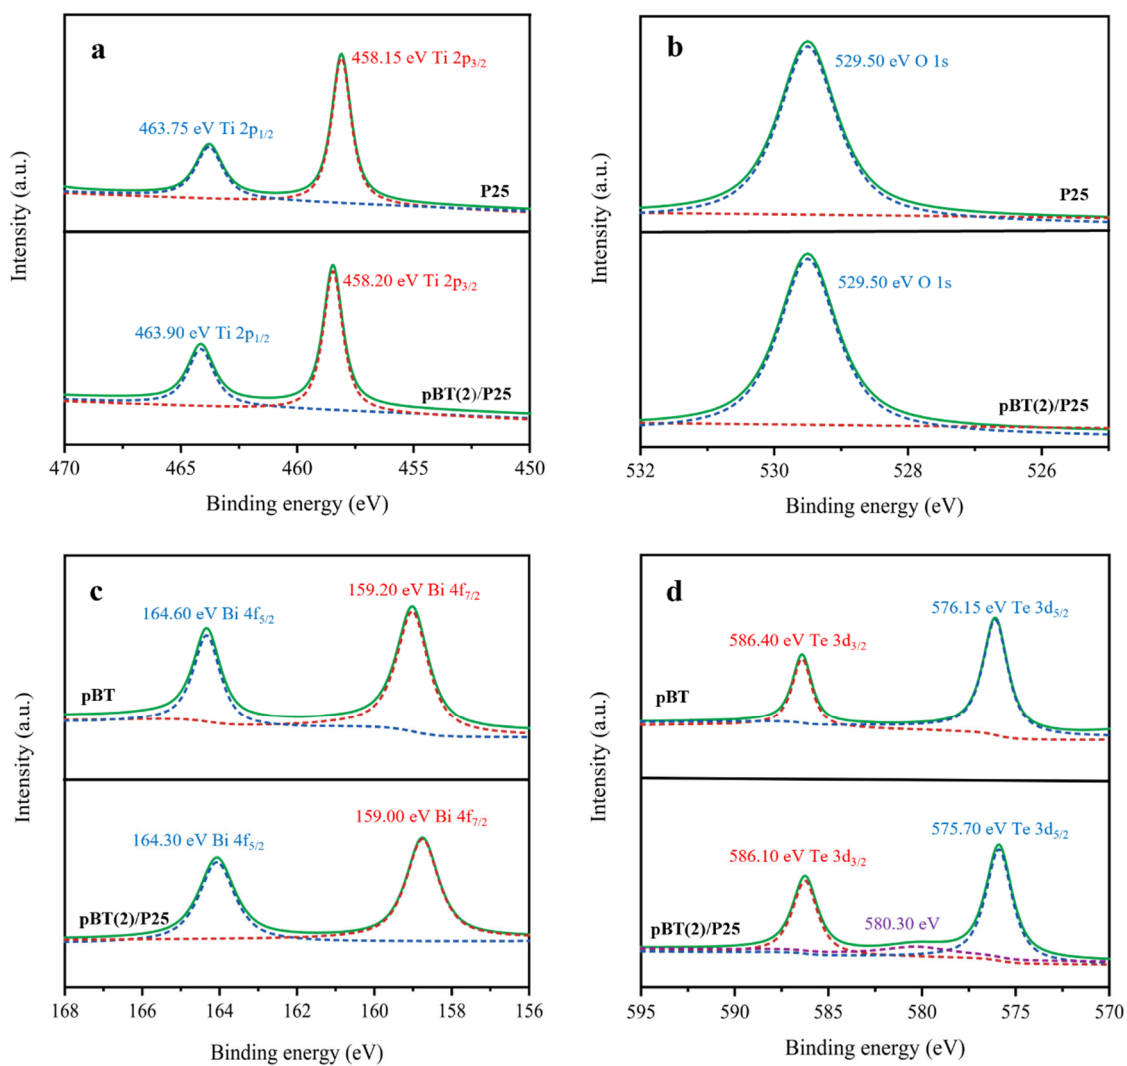 a
458.15 eV Ti 2p3/2
463.75 eV Ti 2p1/2
P25
458.20 eV Ti 2p3/2
463.90 eV Ti 2p1/2
pBT(2)/P25
Intensity (a.u.)
470 465 460 455 450
Binding energy (eV)
b
529.50 eV O 1s
P25
529.50 eV O 1s
pBT(2)/P25
Intensity (a.u.)
532 530 528 526
Binding energy (eV)
c
159.20 eV Bi 4f7/2
164.60 eV Bi 4f5/2
pBT
159.00 eV Bi 4f7/2
164.30 eV Bi 4f5/2
pBT(2)/P25
Intensity (a.u.)
168 166 164 162 160 158 156
Binding energy (eV)
d
576.15 eV Te 3d5/2
586.40 eV Te 3d3/2
pBT
575.70 eV Te 3d5/2
586.10 eV Te 3d3/2
580.30 eV
pBT(2)/P25
Intensity (a.u.)
595 590 585 580 575 570
Binding energy (eV)